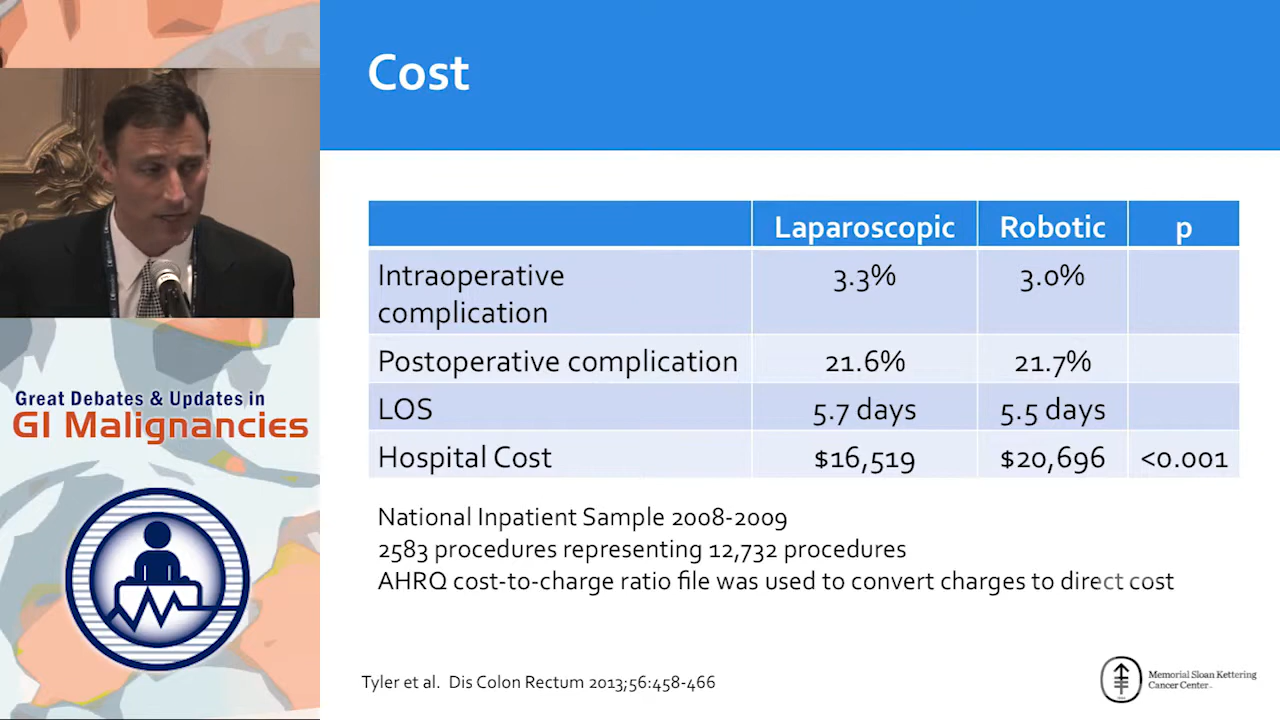 Cost
Laparoscopic Robotic p
Intraoperative
complication 3.3% 3.0%
Postoperative complication 21.6% 21.7%
LOS 5.7 days 5.5 days
Hospital Cost $16,519 $20,696 <0.001
National Inpatient Sample 2008-2009
2583 procedures representing 12,732 procedures
AHRQ cost-to-charge ratio file was used to convert charges to direct cost
Tyler et al. Dis Colon Rectum 2013;56:458-466
Memorial Sloan Kettering
Cancer Center
Great Debates & Updates in
GI Malignancies